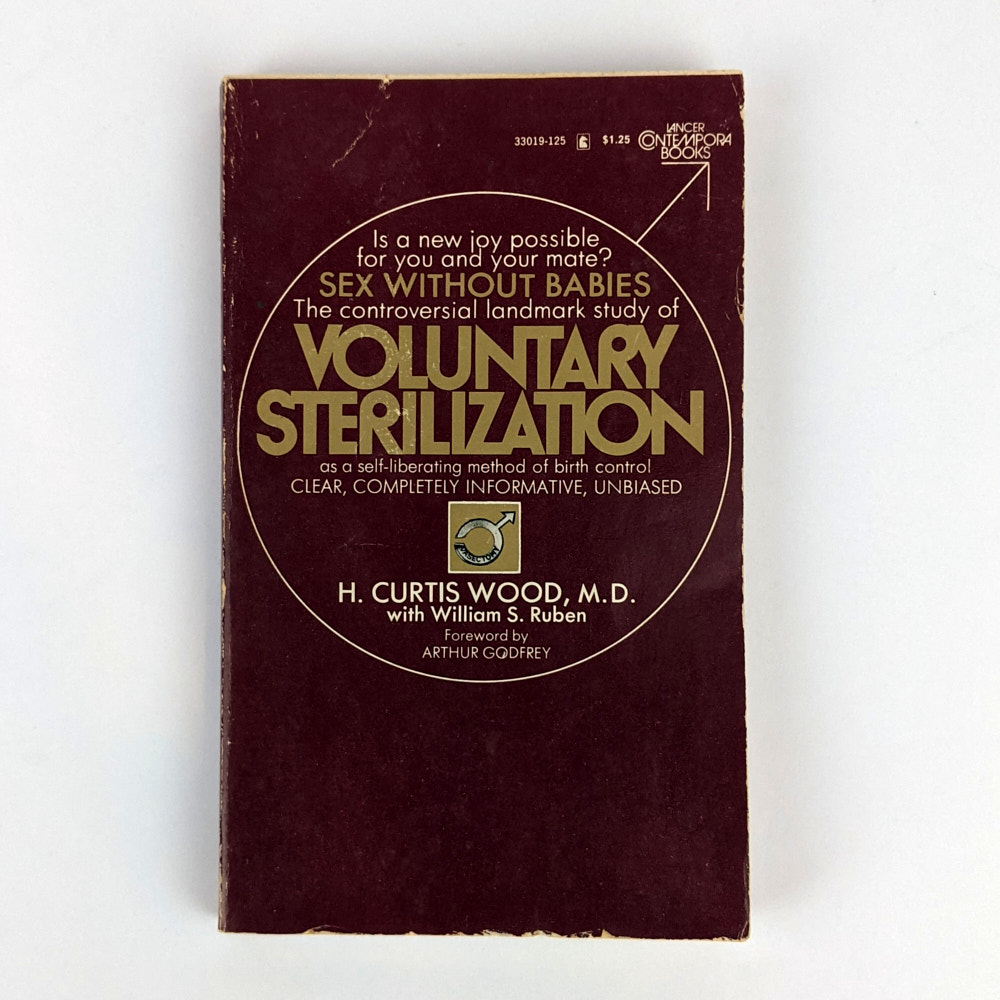 33019-125 $1.25
LANCER
CONTEMPORA
BOOKS
Is a new joy possible
for you and your mate?
SEX WITHOUT BABIES
The controversial landmark study of
VOLUNTARY
STERILIZATION
as a self-liberating method of birth control
CLEAR, COMPLETELY INFORMATIVE, UNBIASED
VASECTOMY
H. CURTIS WOOD, M.D.
with William S. Ruben
Foreword by
ARTHUR GODFREY